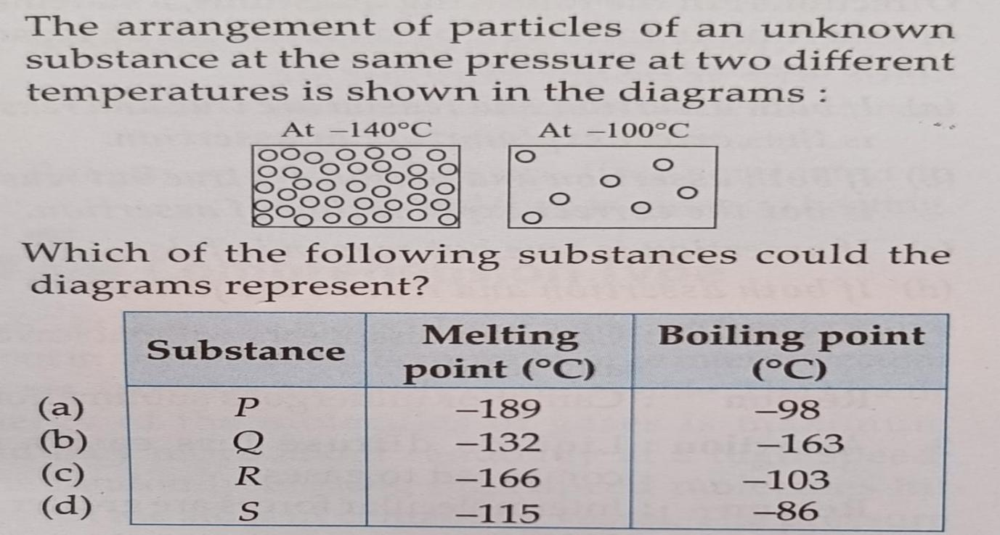 The arrangement of particles of an unknown
substance at the same pressure at two different
temperatures is shown in the diagrams :
At –140°C At –100°C
Which of the following substances could the
diagrams represent?
Substance Melting point (°C) Boiling point (°C)
(a) P –189 –98
(b) Q –132 –163
(c) R –166 –103
(d) S –115 –86